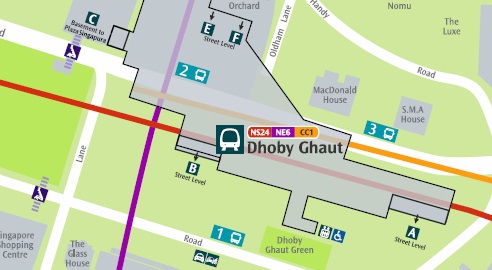 Orchard
Handy
Nomu
C
Basement to
Plaza Singapura
E
F
Street Level
Oldham Lane
The
Luxe
d
2
Road
MacDonald
House
S.M.A
House
NS24 NE6 CC1
3
Dhoby Ghaut
Lane
B
Street Level
A
Street Level
Singapore
Shopping
Centre
The
Glass
House
Road
1
Dhoby
Ghaut Green